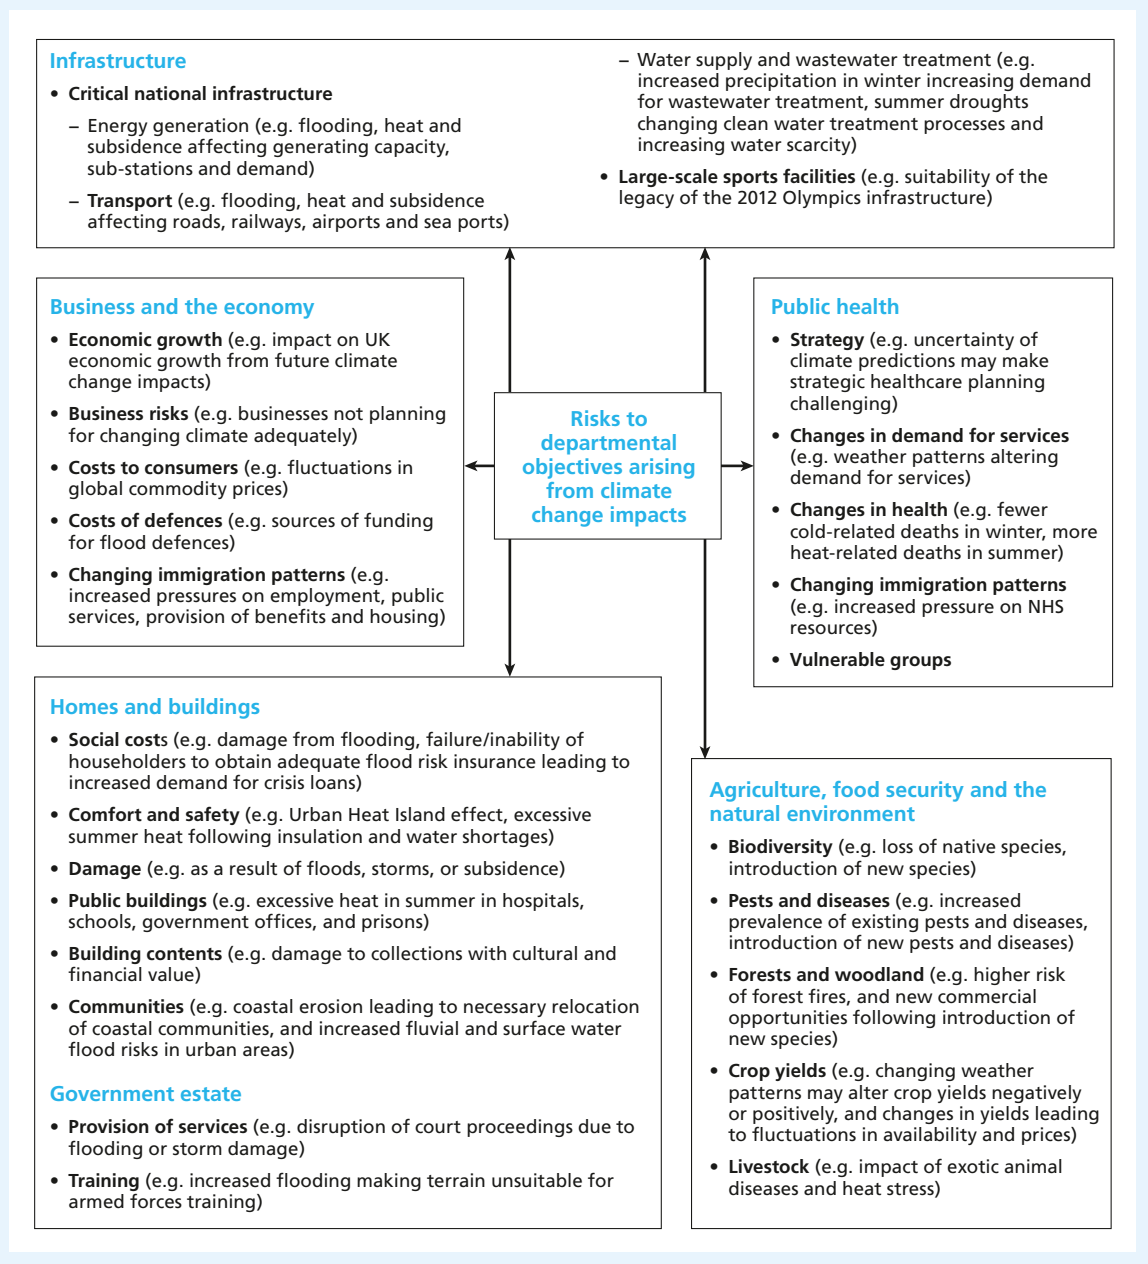 Infrastructure
• Critical national infrastructure
– Energy generation (e.g. flooding, heat and
subsidence affecting generating capacity,
sub-stations and demand)
– Transport (e.g. flooding, heat and subsidence
affecting roads, railways, airports and sea ports)
– Water supply and wastewater treatment (e.g.
increased precipitation in winter increasing demand
for wastewater treatment, summer droughts
changing clean water treatment processes and
increasing water scarcity)
• Large-scale sports facilities (e.g. suitability of the
legacy of the 2012 Olympics infrastructure)
Business and the economy
• Economic growth (e.g. impact on UK
economic growth from future climate
change impacts)
• Business risks (e.g. businesses not planning
for changing climate adequately)
• Costs to consumers (e.g. fluctuations in
global commodity prices)
• Costs of defences (e.g. sources of funding
for flood defences)
• Changing immigration patterns (e.g.
increased pressures on employment, public
services, provision of benefits and housing)
Risks to
departmental
objectives arising
from climate
change impacts
Public health
• Strategy (e.g. uncertainty of
climate predictions may make
strategic healthcare planning
challenging)
• Changes in demand for services
(e.g. weather patterns altering
demand for services)
• Changes in health (e.g. fewer
cold-related deaths in winter, more
heat-related deaths in summer)
• Changing immigration patterns
(e.g. increased pressure on NHS
resources)
• Vulnerable groups
Homes and buildings
• Social costs (e.g. damage from flooding, failure/inability of
householders to obtain adequate flood risk insurance leading to
increased demand for crisis loans)
• Comfort and safety (e.g. Urban Heat Island effect, excessive
summer heat following insulation and water shortages)
• Damage (e.g. as a result of floods, storms, or subsidence)
• Public buildings (e.g. excessive heat in summer in hospitals,
schools, government offices, and prisons)
• Building contents (e.g. damage to collections with cultural and
financial value)
• Communities (e.g. coastal erosion leading to necessary relocation
of coastal communities, and increased fluvial and surface water
flood risks in urban areas)
Government estate
• Provision of services (e.g. disruption of court proceedings due to
flooding or storm damage)
• Training (e.g. increased flooding making terrain unsuitable for
armed forces training)
Agriculture, food security and the
natural environment
• Biodiversity (e.g. loss of native species,
introduction of new species)
• Pests and diseases (e.g. increased
prevalence of existing pests and diseases,
introduction of new pests and diseases)
• Forests and woodland (e.g. higher risk
of forest fires, and new commercial
opportunities following introduction of
new species)
• Crop yields (e.g. changing weather
patterns may alter crop yields negatively
or positively, and changes in yields leading
to fluctuations in availability and prices)
• Livestock (e.g. impact of exotic animal
diseases and heat stress)